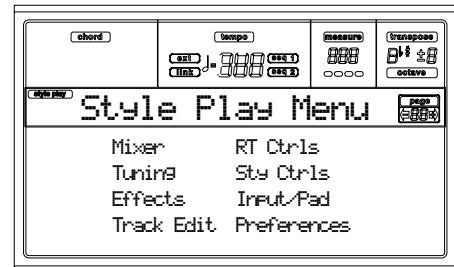 chord tempo measure transpose
ext seq 1
link seq 2
octave
style play page
Style Play Menu
Mixer RT Ctrls
Tuning Sty Ctrls
Effects Input/Pad
Track Edit Preferences